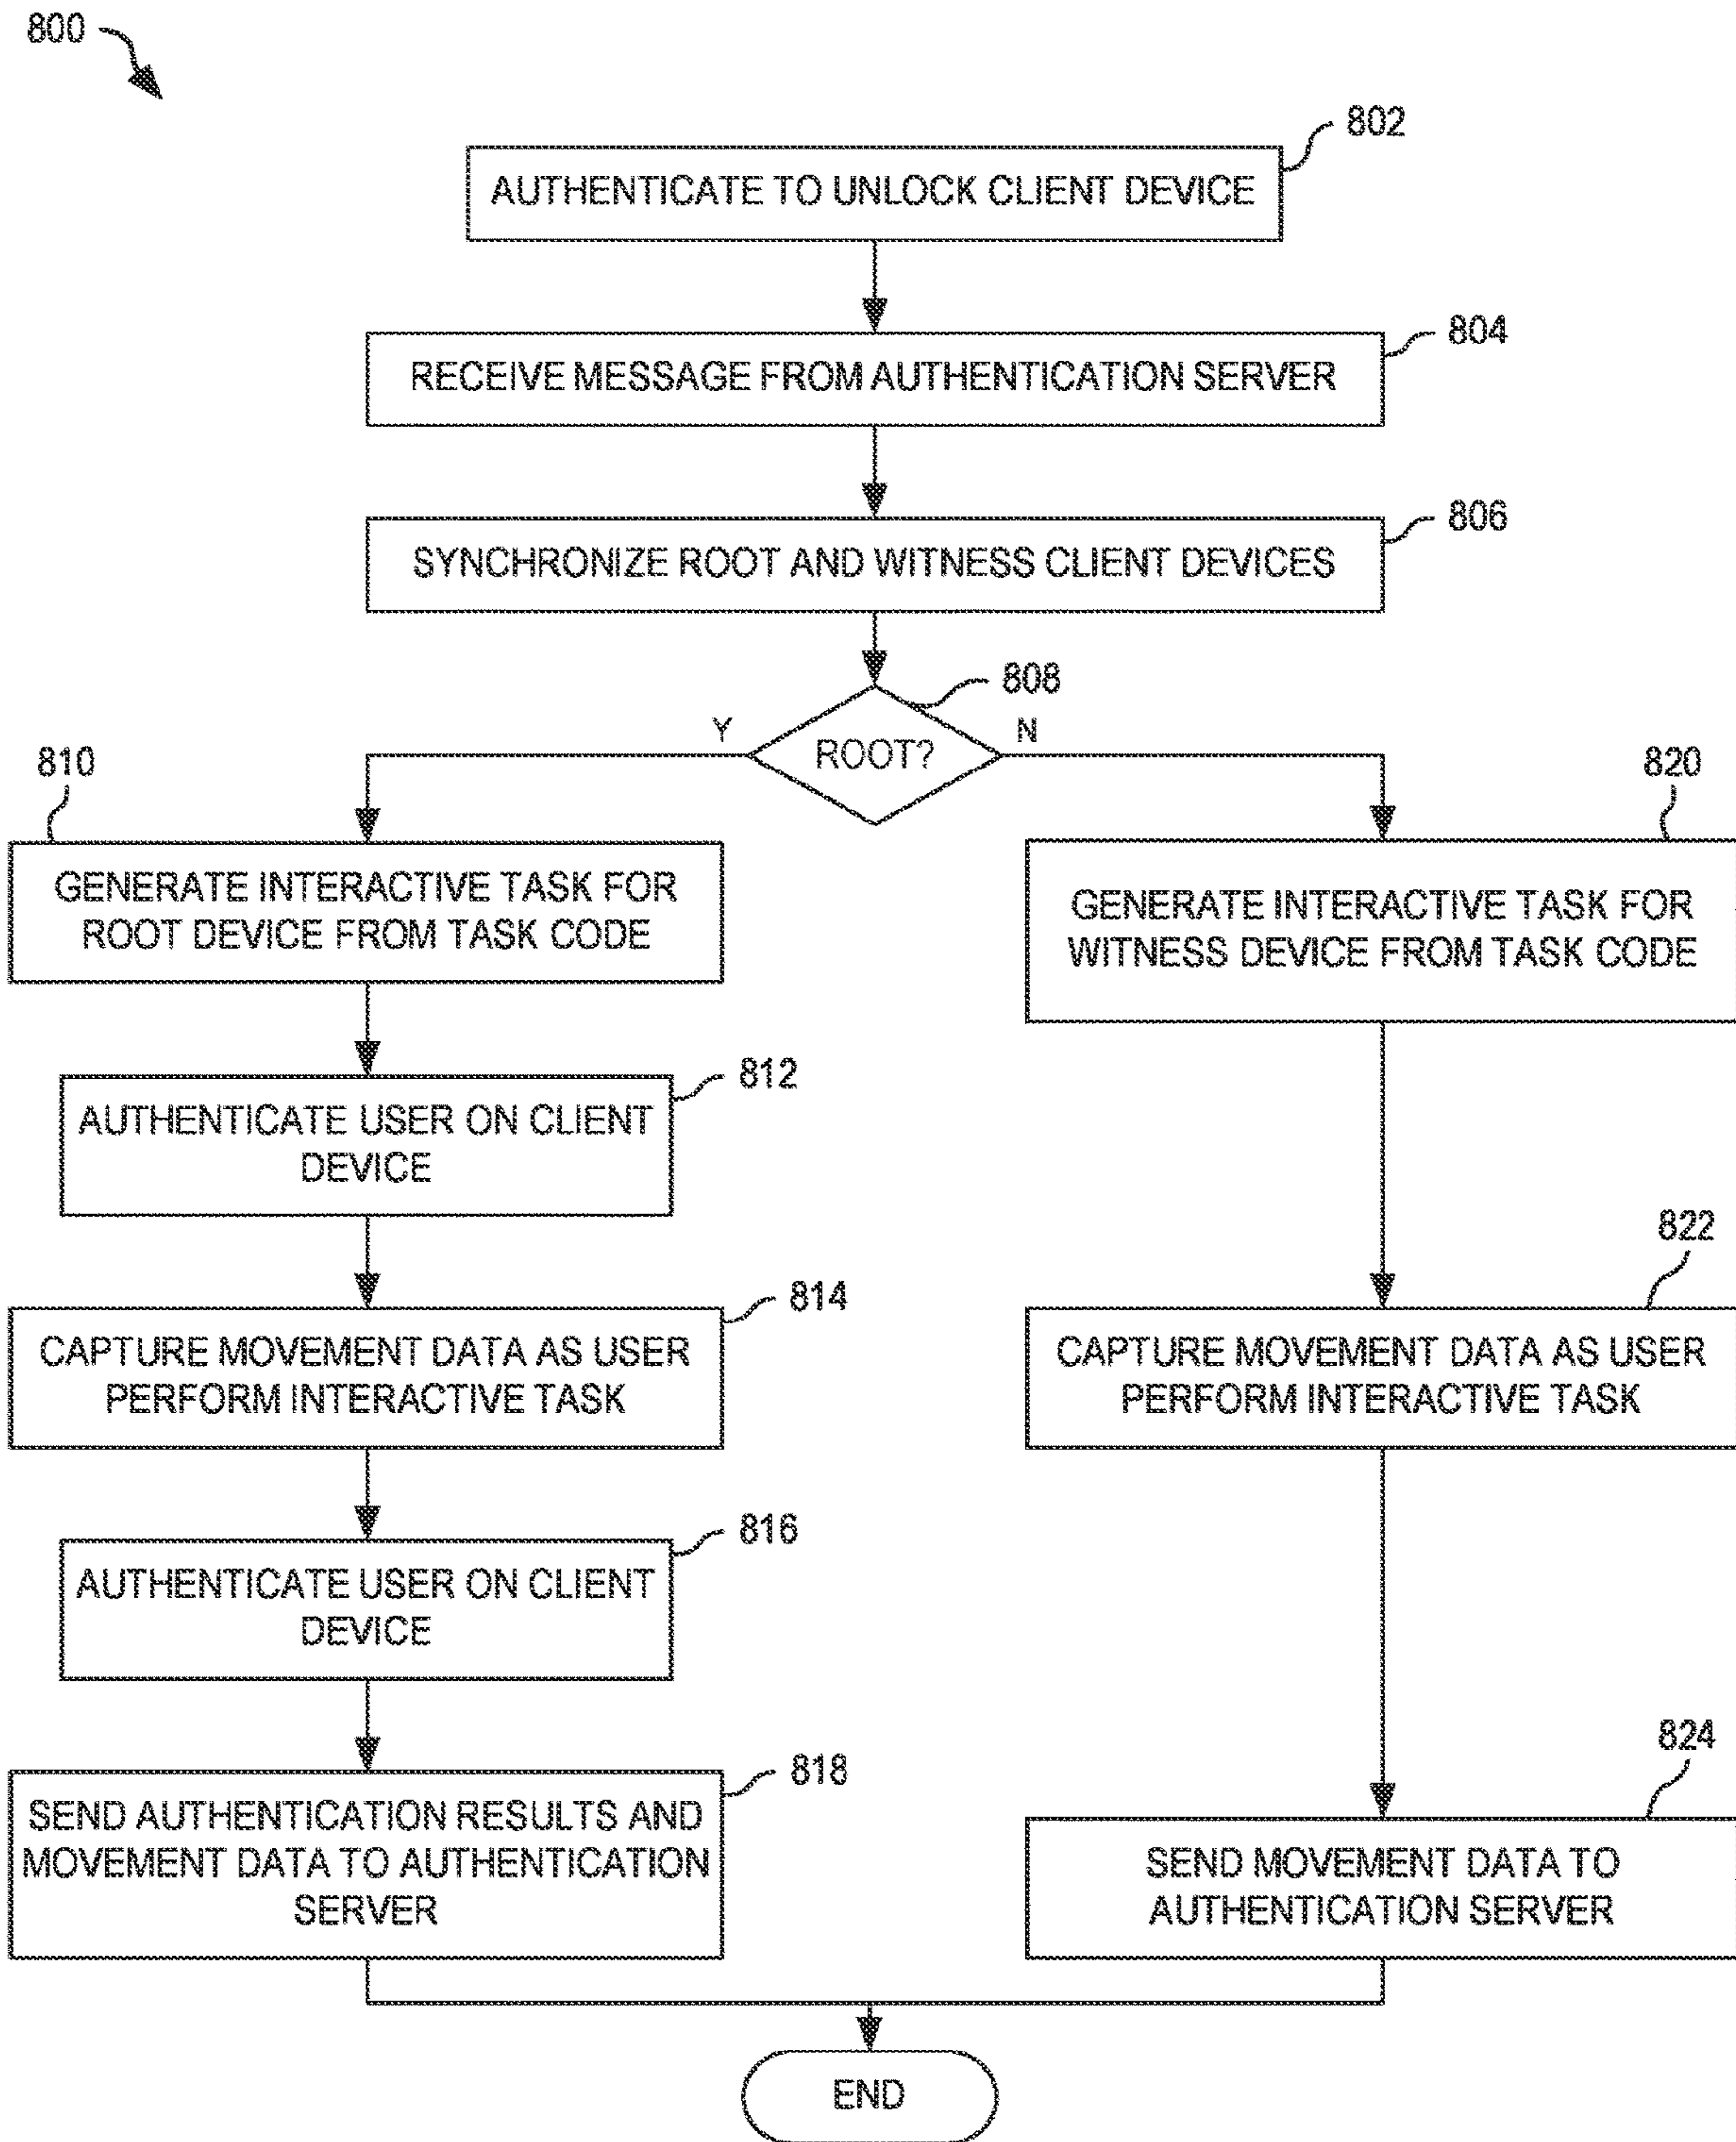 800
802
AUTHENTICATE TO UNLOCK CLIENT DEVICE
804
RECEIVE MESSAGE FROM AUTHENTICATION SERVER
806
SYNCHRONIZE ROOT AND WITNESS CLIENT DEVICES
808
ROOT?
Y
N
810
GENERATE INTERACTIVE TASK FOR
ROOT DEVICE FROM TASK CODE
812
AUTHENTICATE USER ON CLIENT
DEVICE
814
CAPTURE MOVEMENT DATA AS USER
PERFORM INTERACTIVE TASK
816
AUTHENTICATE USER ON CLIENT
DEVICE
818
SEND AUTHENTICATION RESULTS AND
MOVEMENT DATA TO AUTHENTICATION
SERVER
820
GENERATE INTERACTIVE TASK FOR
WITNESS DEVICE FROM TASK CODE
822
CAPTURE MOVEMENT DATA AS USER
PERFORM INTERACTIVE TASK
824
SEND MOVEMENT DATA TO
AUTHENTICATION SERVER
END